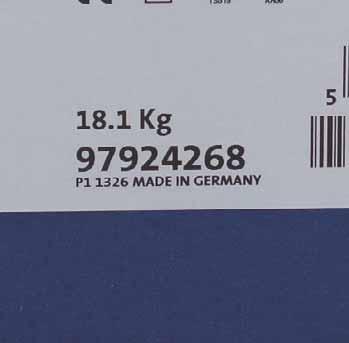 18.1 Kg
97924268
P1 1326 MADE IN GERMANY
5